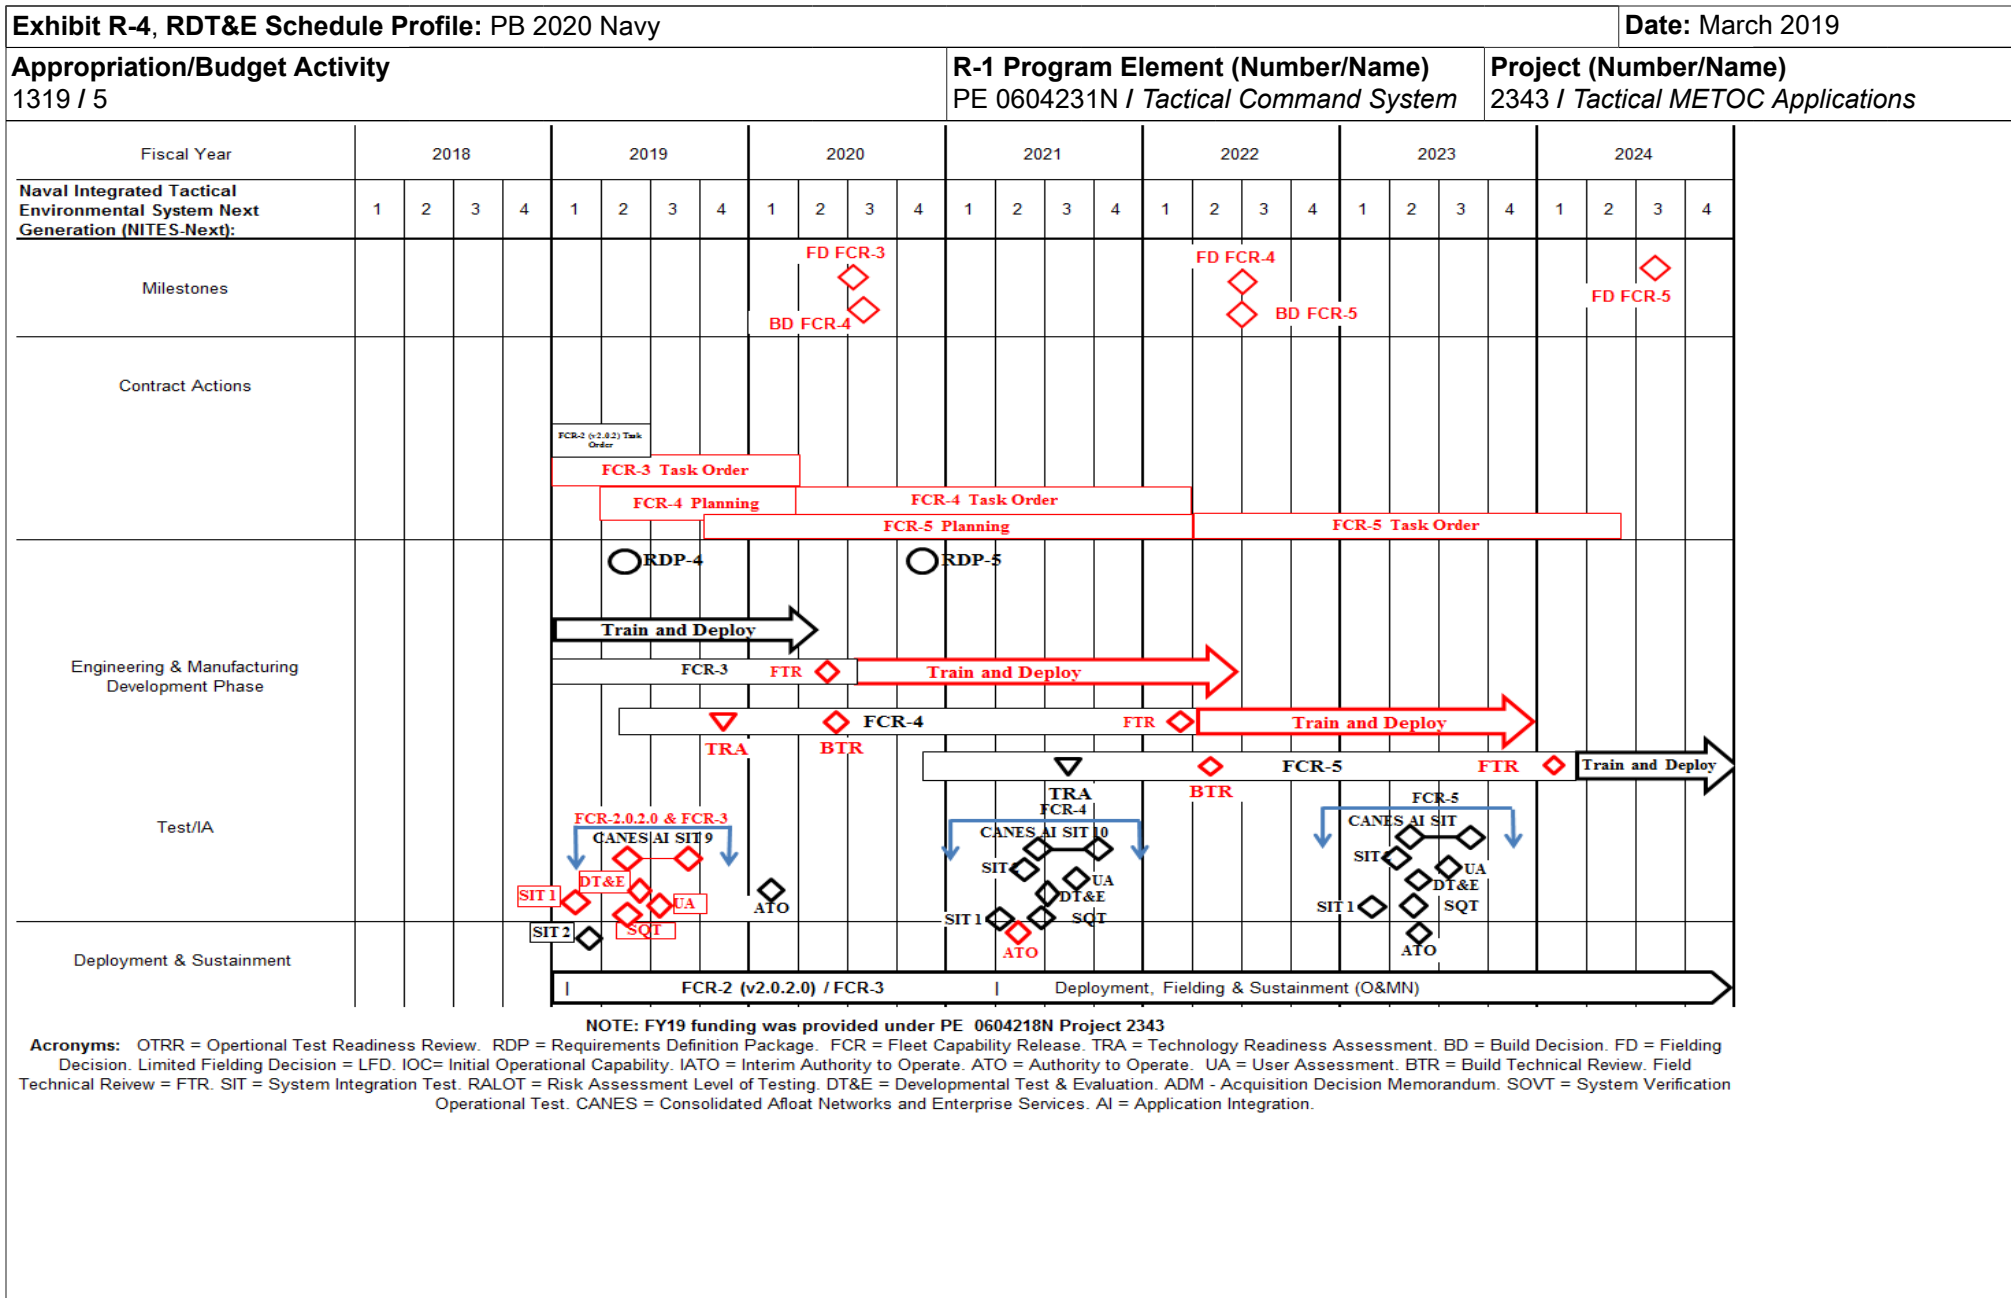 Exhibit R-4, RDT&E Schedule Profile: PB 2020 Navy
Date: March 2019
Appropriation/Budget Activity
1319 / 5
R-1 Program Element (Number/Name)
PE 0604231N / Tactical Command System
Project (Number/Name)
2343 / Tactical METOC Applications
Fiscal Year 2018 2019 2020 2021 2022 2023 2024
Naval Integrated Tactical
Environmental System Next
Generation (NITES-Next):
1 2 3 4 1 2 3 4 1 2 3 4 1 2 3 4 1 2 3 4 1 2 3 4 1 2 3 4
Milestones
FD FCR-3
BD FCR-4
FD FCR-4
BD FCR-5
FD FCR-5
Contract Actions
FCR-2 (v2.0.2) Task
Order
FCR-3 Task Order
FCR-4 Planning
FCR-4 Task Order
FCR-5 Planning
FCR-5 Task Order
Engineering & Manufacturing
Development Phase
RDP-4
RDP-5
Train and Deploy
FCR-3
FTR
Train and Deploy
FCR-4
FTR
Train and Deploy
TRA
BTR
FCR-5
FTR
Train and Deploy
TRA
BTR
Test/IA
FCR-2.0.2.0 & FCR-3
CANES AI SIT 9
DT&E
SIT 1
UA
SQT
SIT 2
ATO
FCR-4
CANES AI SIT 10
SIT 2
UA
DT&E
SIT 1
SQT
ATO
FCR-5
CANES AI SIT
SIT 2
UA
DT&E
SIT 1
SQT
ATO
Deployment & Sustainment
| FCR-2 (v2.0.2.0) / FCR-3 | Deployment, Fielding & Sustainment (O&MN)
NOTE: FY19 funding was provided under PE 0604218N Project 2343
Acronyms: OTRR = Opertional Test Readiness Review. RDP = Requirements Definition Package. FCR = Fleet Capability Release. TRA = Technology Readiness Assessment. BD = Build Decision. FD = Fielding
Decision. Limited Fielding Decision = LFD. IOC= Initial Operational Capability. IATO = Interim Authority to Operate. ATO = Authority to Operate. UA = User Assessment. BTR = Build Technical Review. Field
Technical Reivew = FTR. SIT = System Integration Test. RALOT = Risk Assessment Level of Testing. DT&E = Developmental Test & Evaluation. ADM - Acquisition Decision Memorandum. SOVT = System Verification
Operational Test. CANES = Consolidated Afloat Networks and Enterprise Services. AI = Application Integration.